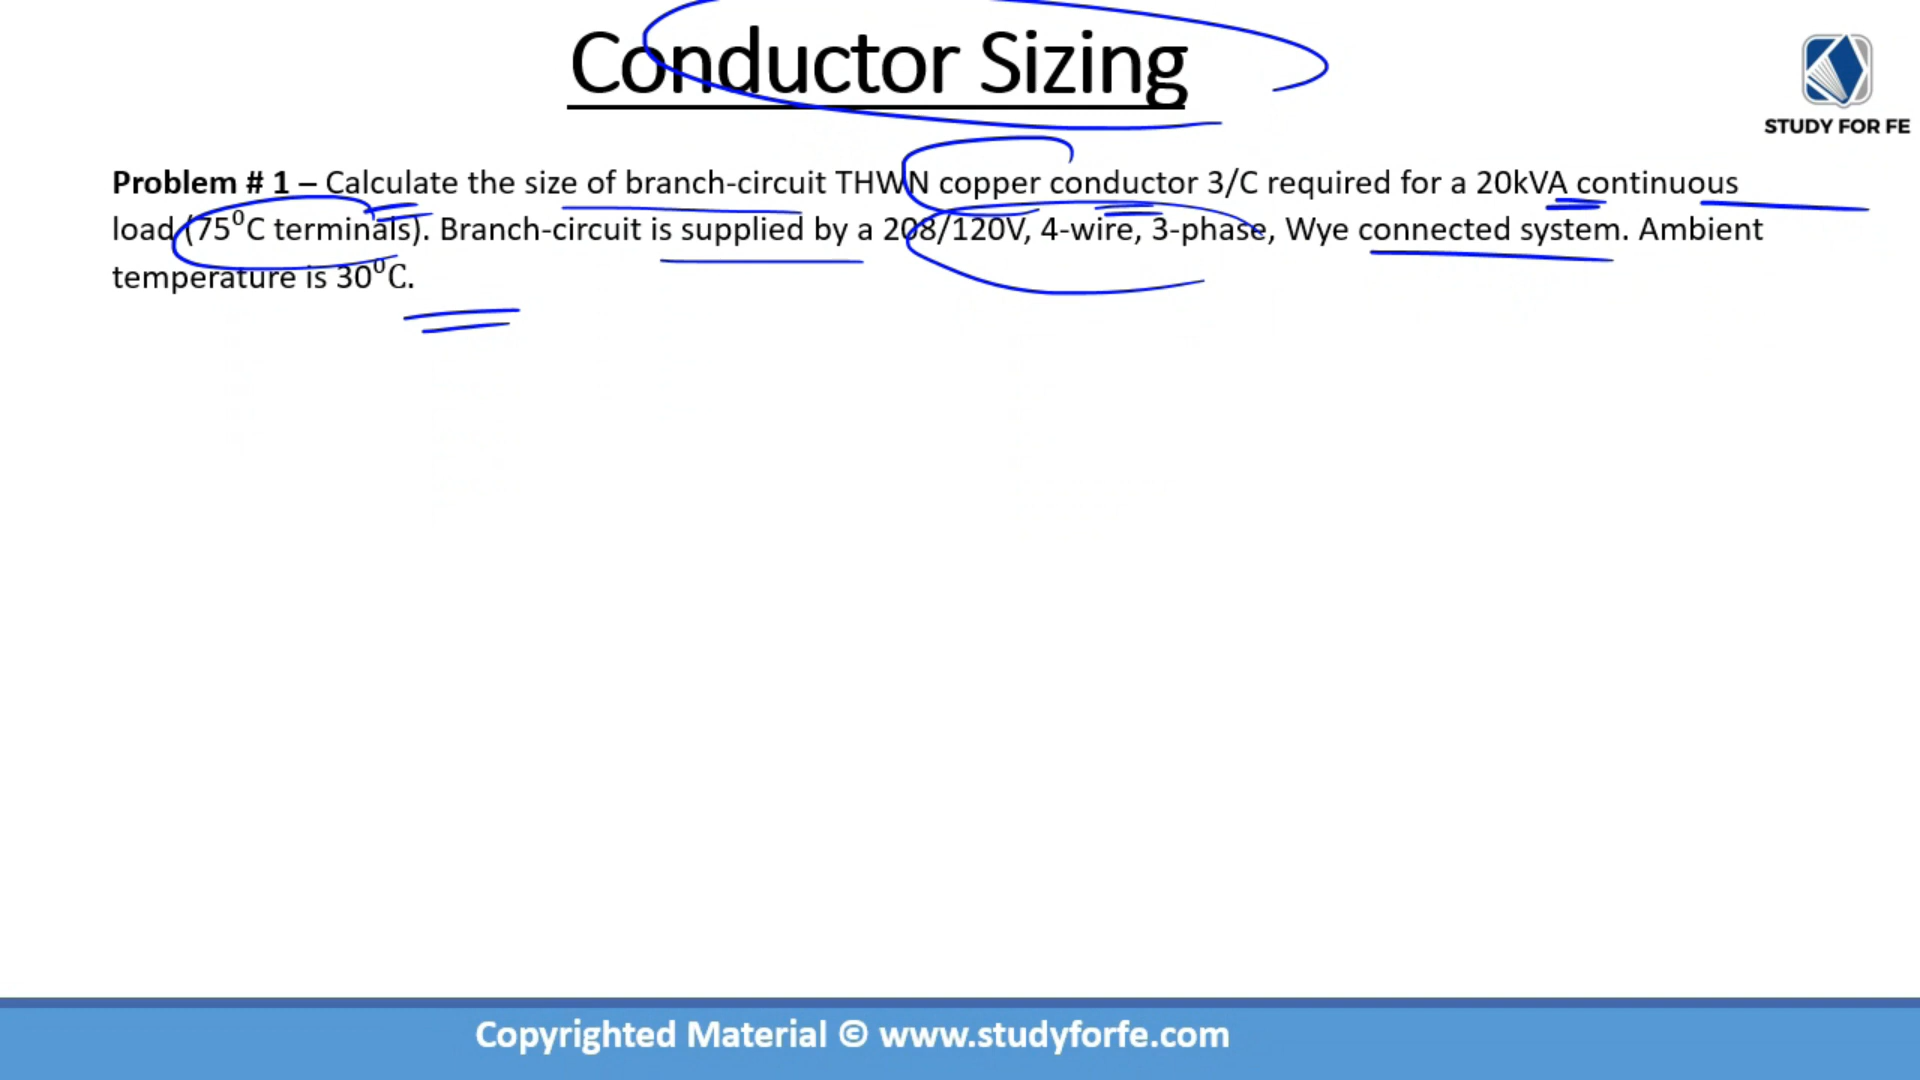 Conductor Sizing
STUDY FOR FE
Problem # 1 – Calculate the size of branch-circuit THWN copper conductor 3/C required for a 20kVA continuous
load (75⁰C terminals). Branch-circuit is supplied by a 208/120V, 4-wire, 3-phase, Wye connected system. Ambient
temperature is 30⁰C.
Copyrighted Material © www.studyforfe.com